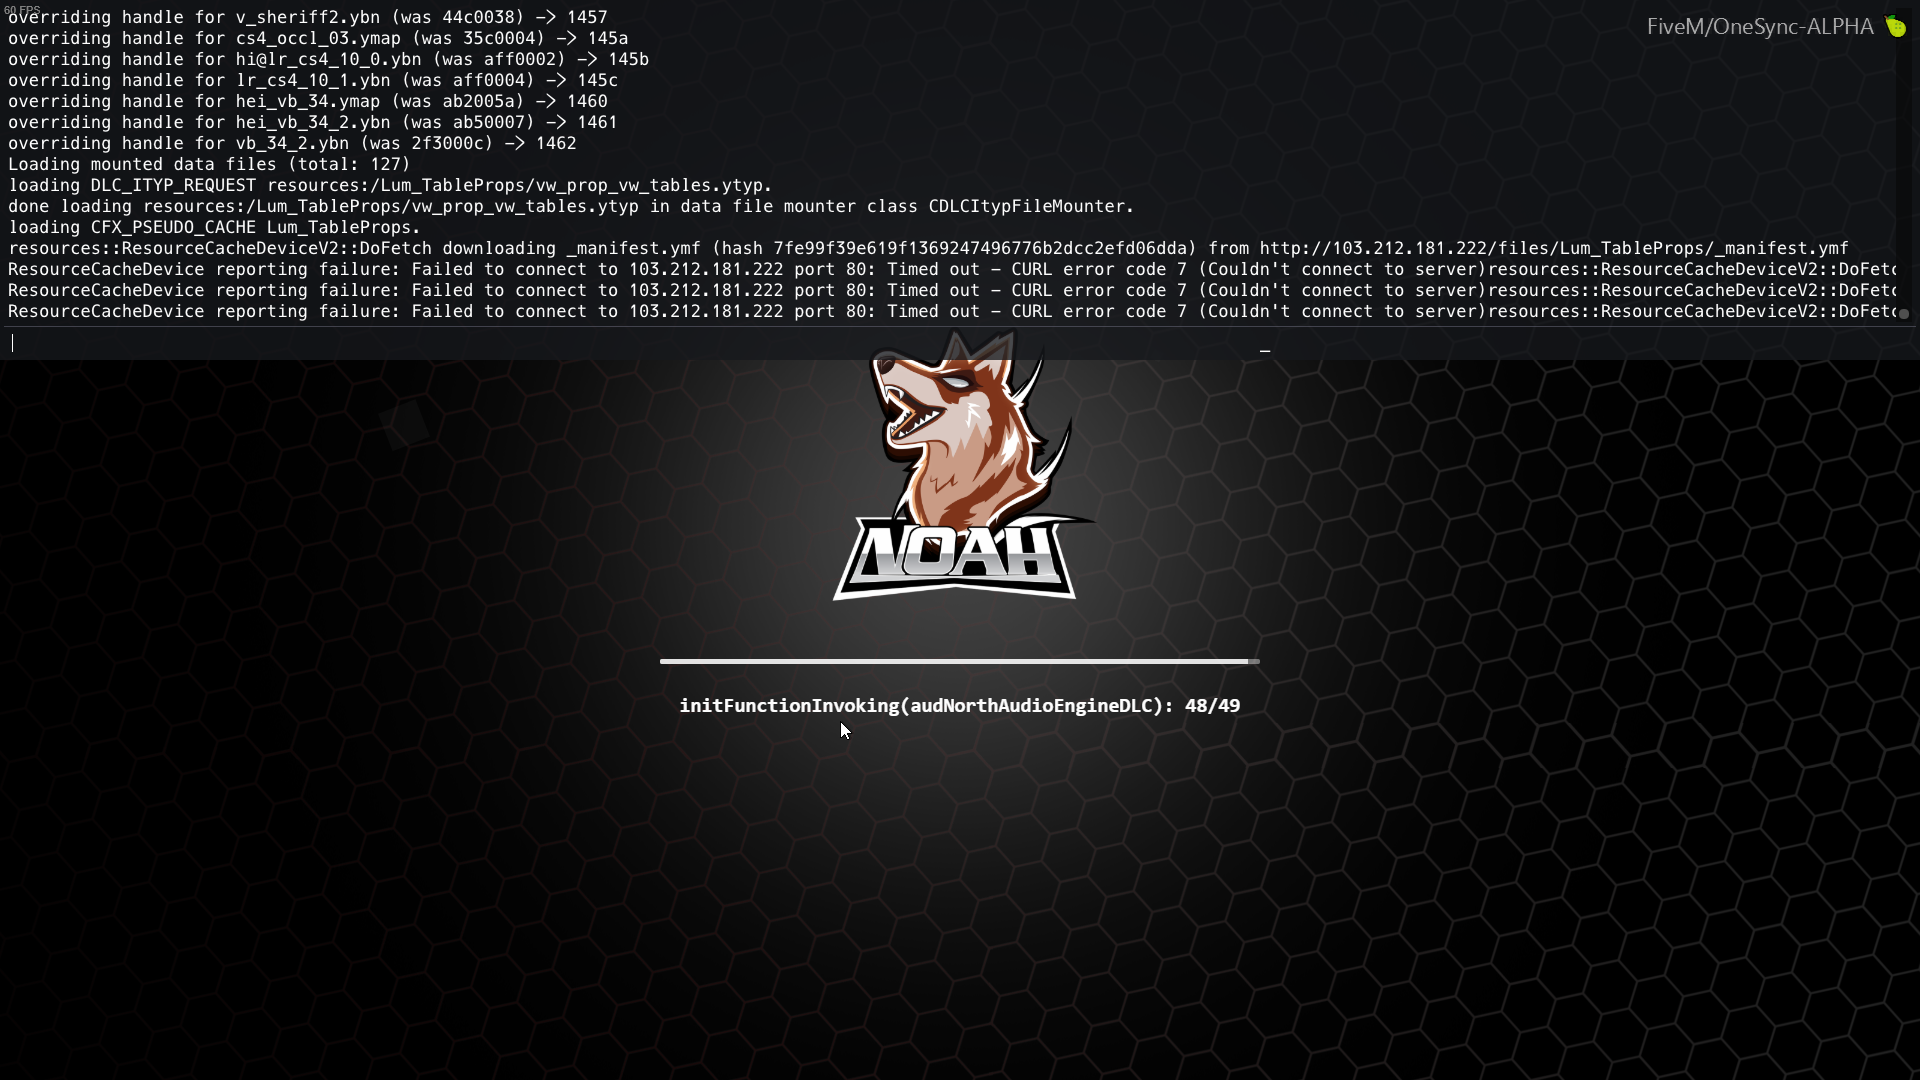 60 FPS
overriding handle for v_sheriff2.ybn (was 44c0038) -> 1457
FiveM/OneSync-ALPHA
overriding handle for cs4_occl_03.ymap (was 35c0004) -> 145a
overriding handle for hi@lr_cs4_10_0.ybn (was aff0002) -> 145b
overriding handle for lr_cs4_10_1.ybn (was aff0004) -> 145c
overriding handle for hei_vb_34.ymap (was ab2005a) -> 1460
overriding handle for hei_vb_34_2.ybn (was ab50007) -> 1461
overriding handle for vb_34_2.ybn (was 2f3000c) -> 1462
Loading mounted data files (total: 127)
loading DLC_ITYP_REQUEST resources:/Lum_TableProps/vw_prop_vw_tables.ytyp.
done loading resources:/Lum_TableProps/vw_prop_vw_tables.ytyp in data file mounter class CDLCItypFileMounter.
loading CFX_PSEUDO_CACHE Lum_TableProps.
resources::ResourceCacheDeviceV2::DoFetch downloading _manifest.ymf (hash 7fe99f39e619f1369247496776b2dcc2efd06dda) from http://103.212.181.222/files/Lum_TableProps/_manifest.ymf
ResourceCacheDevice reporting failure: Failed to connect to 103.212.181.222 port 80: Timed out - CURL error code 7 (Couldn't connect to server)resources::ResourceCacheDeviceV2::DoFetc
ResourceCacheDevice reporting failure: Failed to connect to 103.212.181.222 port 80: Timed out - CURL error code 7 (Couldn't connect to server)resources::ResourceCacheDeviceV2::DoFetc
ResourceCacheDevice reporting failure: Failed to connect to 103.212.181.222 port 80: Timed out - CURL error code 7 (Couldn't connect to server)resources::ResourceCacheDeviceV2::DoFetc
NOAH
initFunctionInvoking(audNorthAudioEngineDLC): 48/49